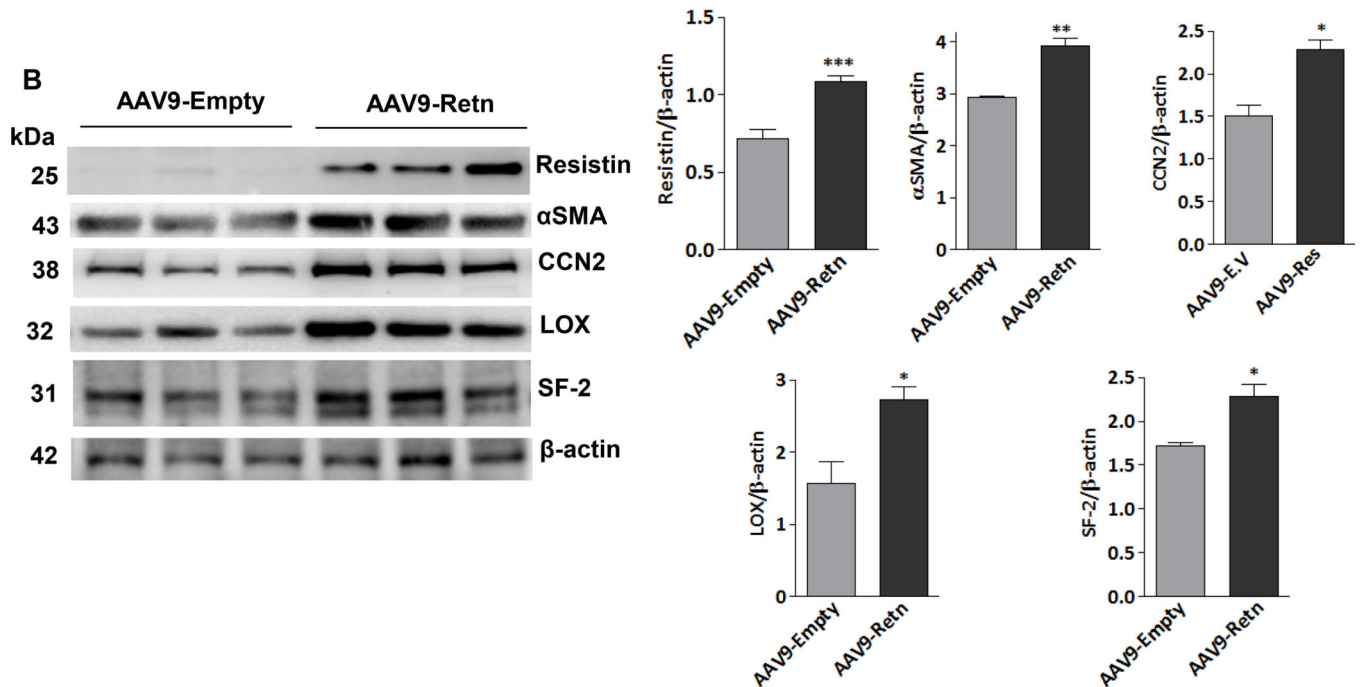 B
AAV9-Empty AAV9-Retn
kDa
25 Resistin
43 αSMA
38 CCN2
32 LOX
31 SF-2
42 β-actin
Resistin/β-actin
1.5
1.0
0.5
0.0
***
AAV9-Empty
AAV9-Retn
αSMA/β-actin
4
3
2
1
0
**
AAV9-Empty
AAV9-Retn
CCN2/β-actin
2.5
2.0
1.5
1.0
0.5
0.0
*
AAV9-E.V
AAV9-Res
LOX/β-actin
3
2
1
0
*
AAV9-Empty
AAV9-Retn
SF-2/β-actin
2.5
2.0
1.5
1.0
0.5
0.0
*
AAV9-Empty
AAV9-Retn